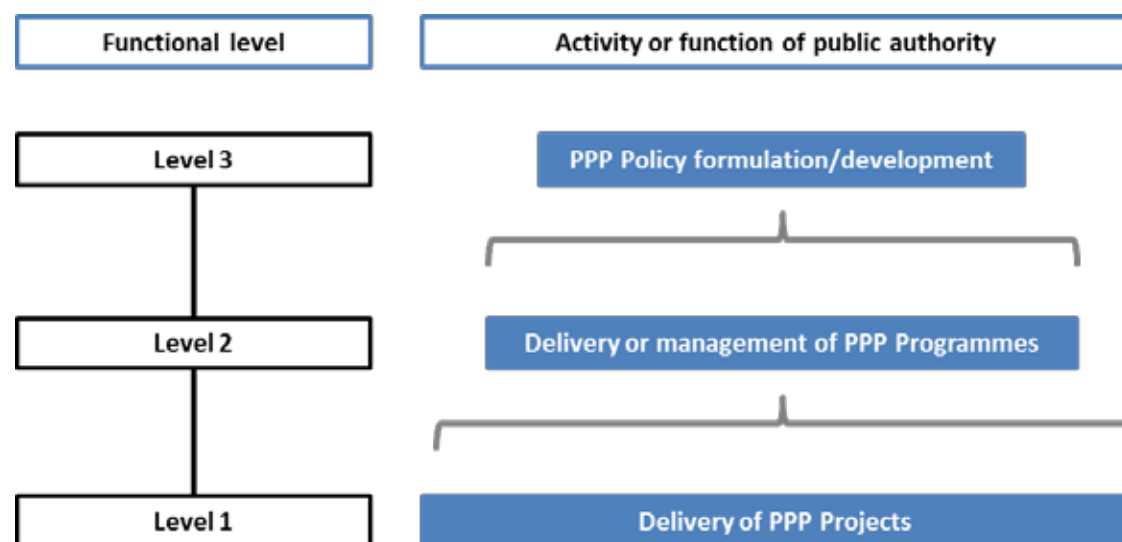 Functional level
Activity or function of public authority
Level 3
PPP Policy formulation/development
Level 2
Delivery or management of PPP Programmes
Level 1
Delivery of PPP Projects